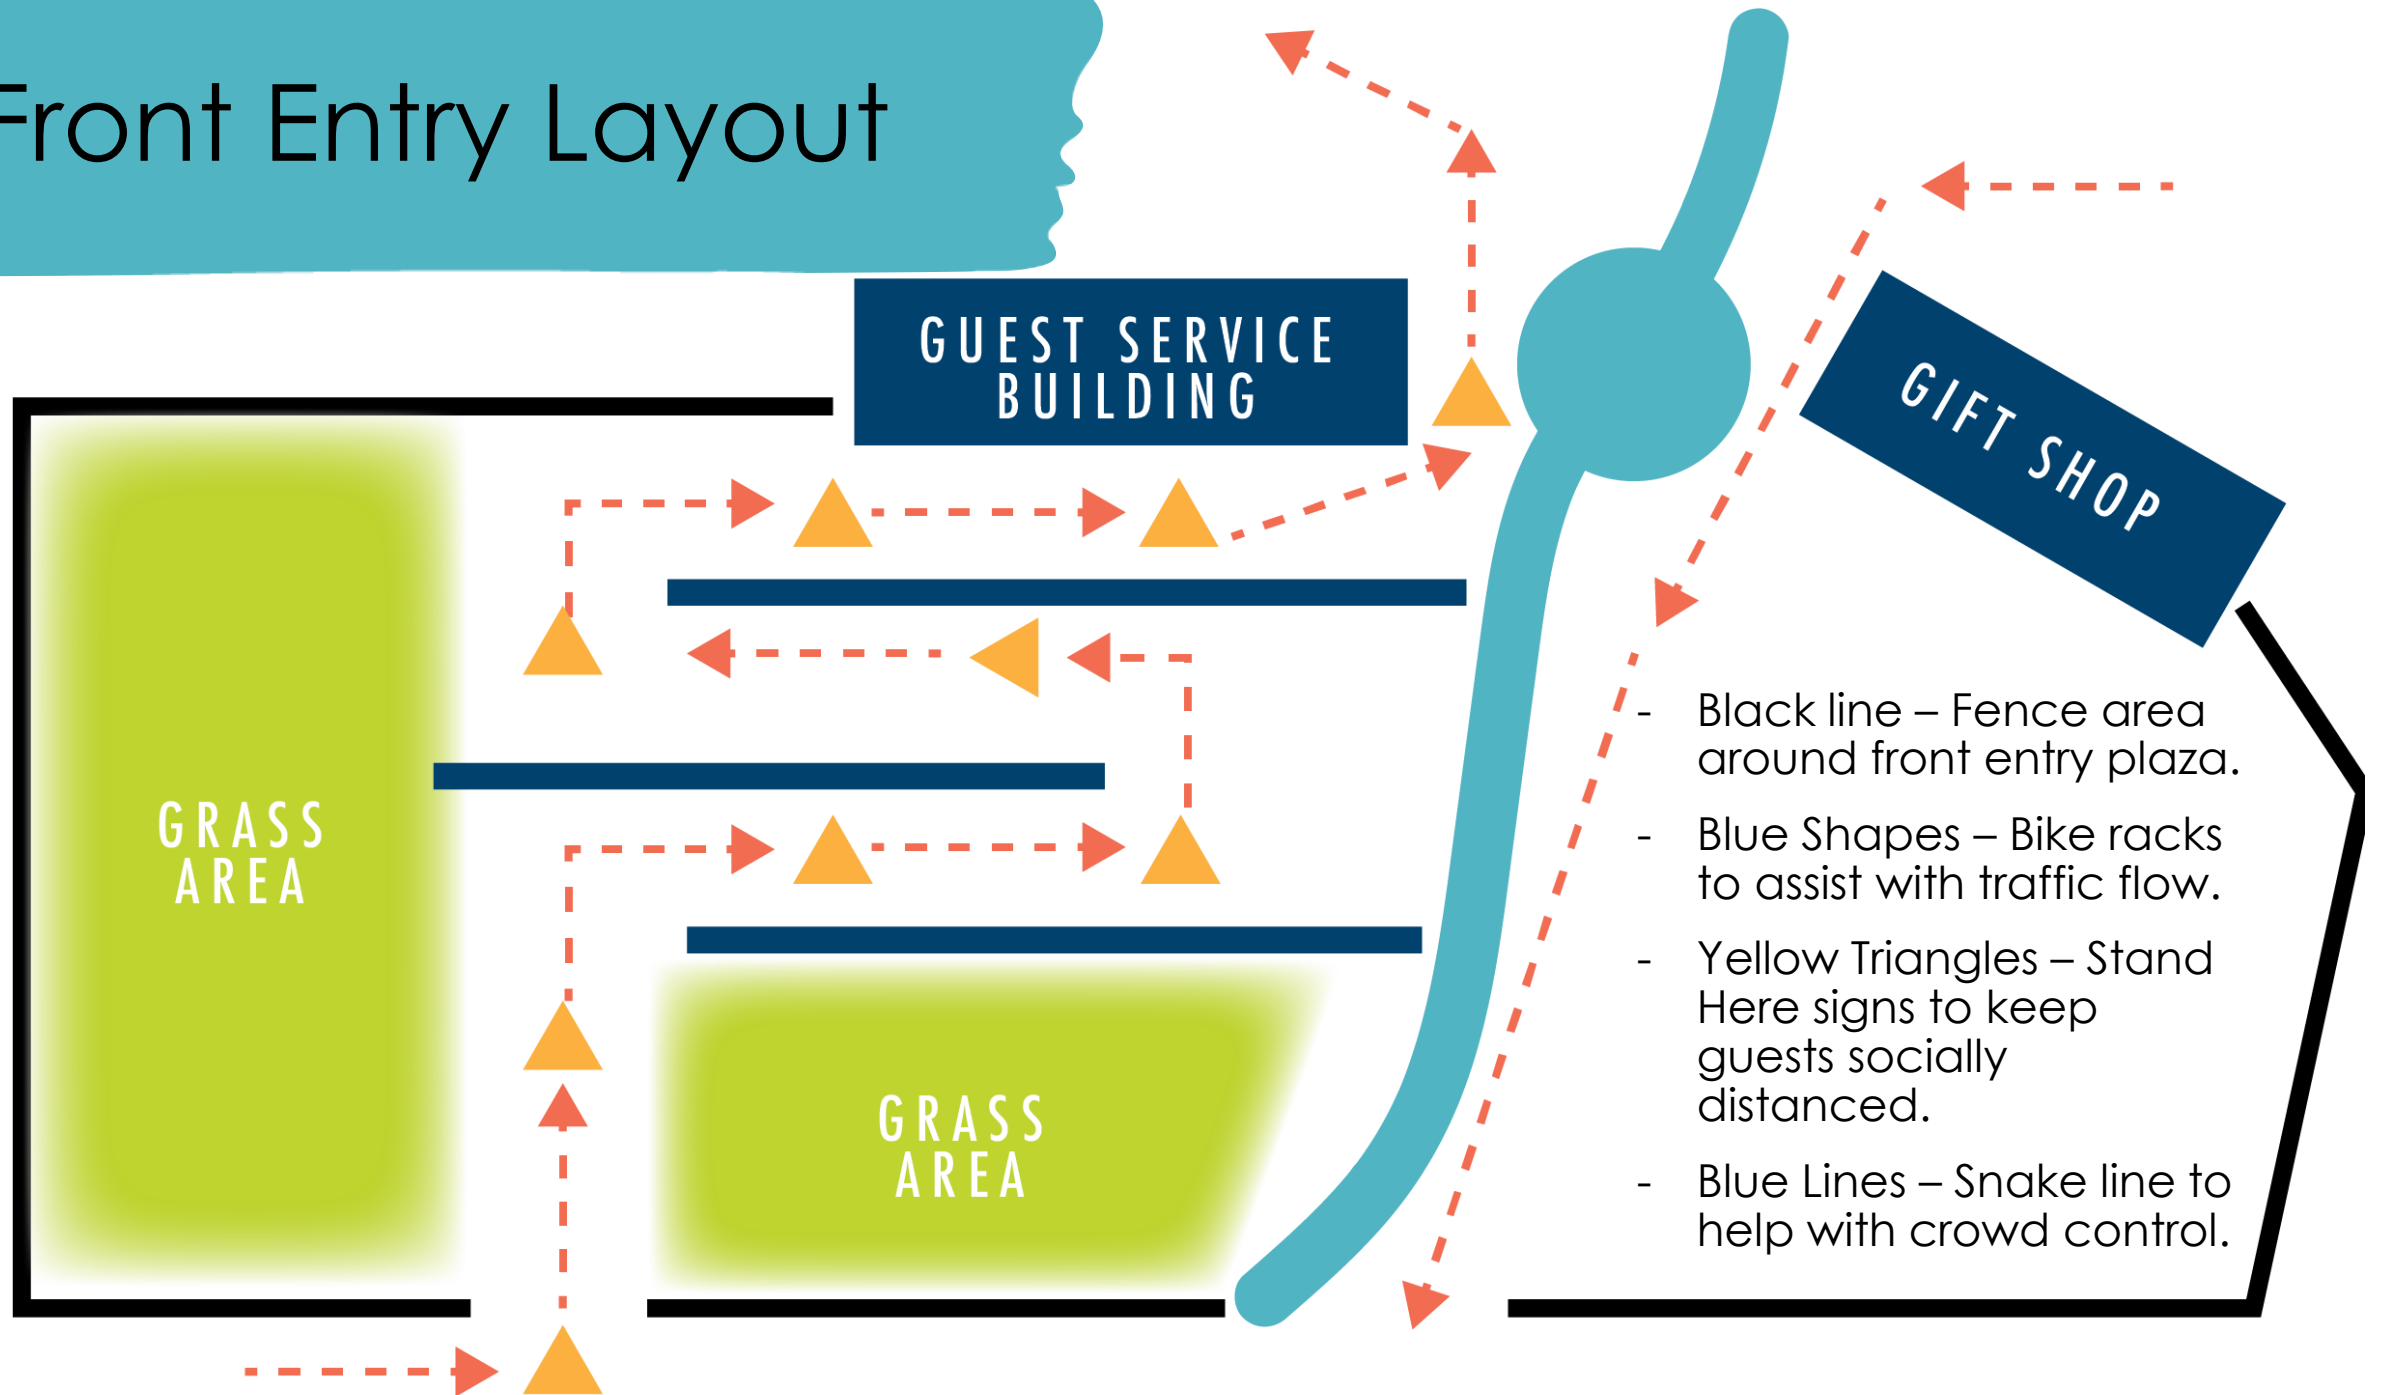 Front Entry Layout
GUEST SERVICE
BUILDING
GIFT SHOP
GRASS
AREA
GRASS
AREA
- Black line – Fence area
around front entry plaza.
- Blue Shapes – Bike racks
to assist with traffic flow.
- Yellow Triangles – Stand
Here signs to keep
guests socially
distanced.
- Blue Lines – Snake line to
help with crowd control.